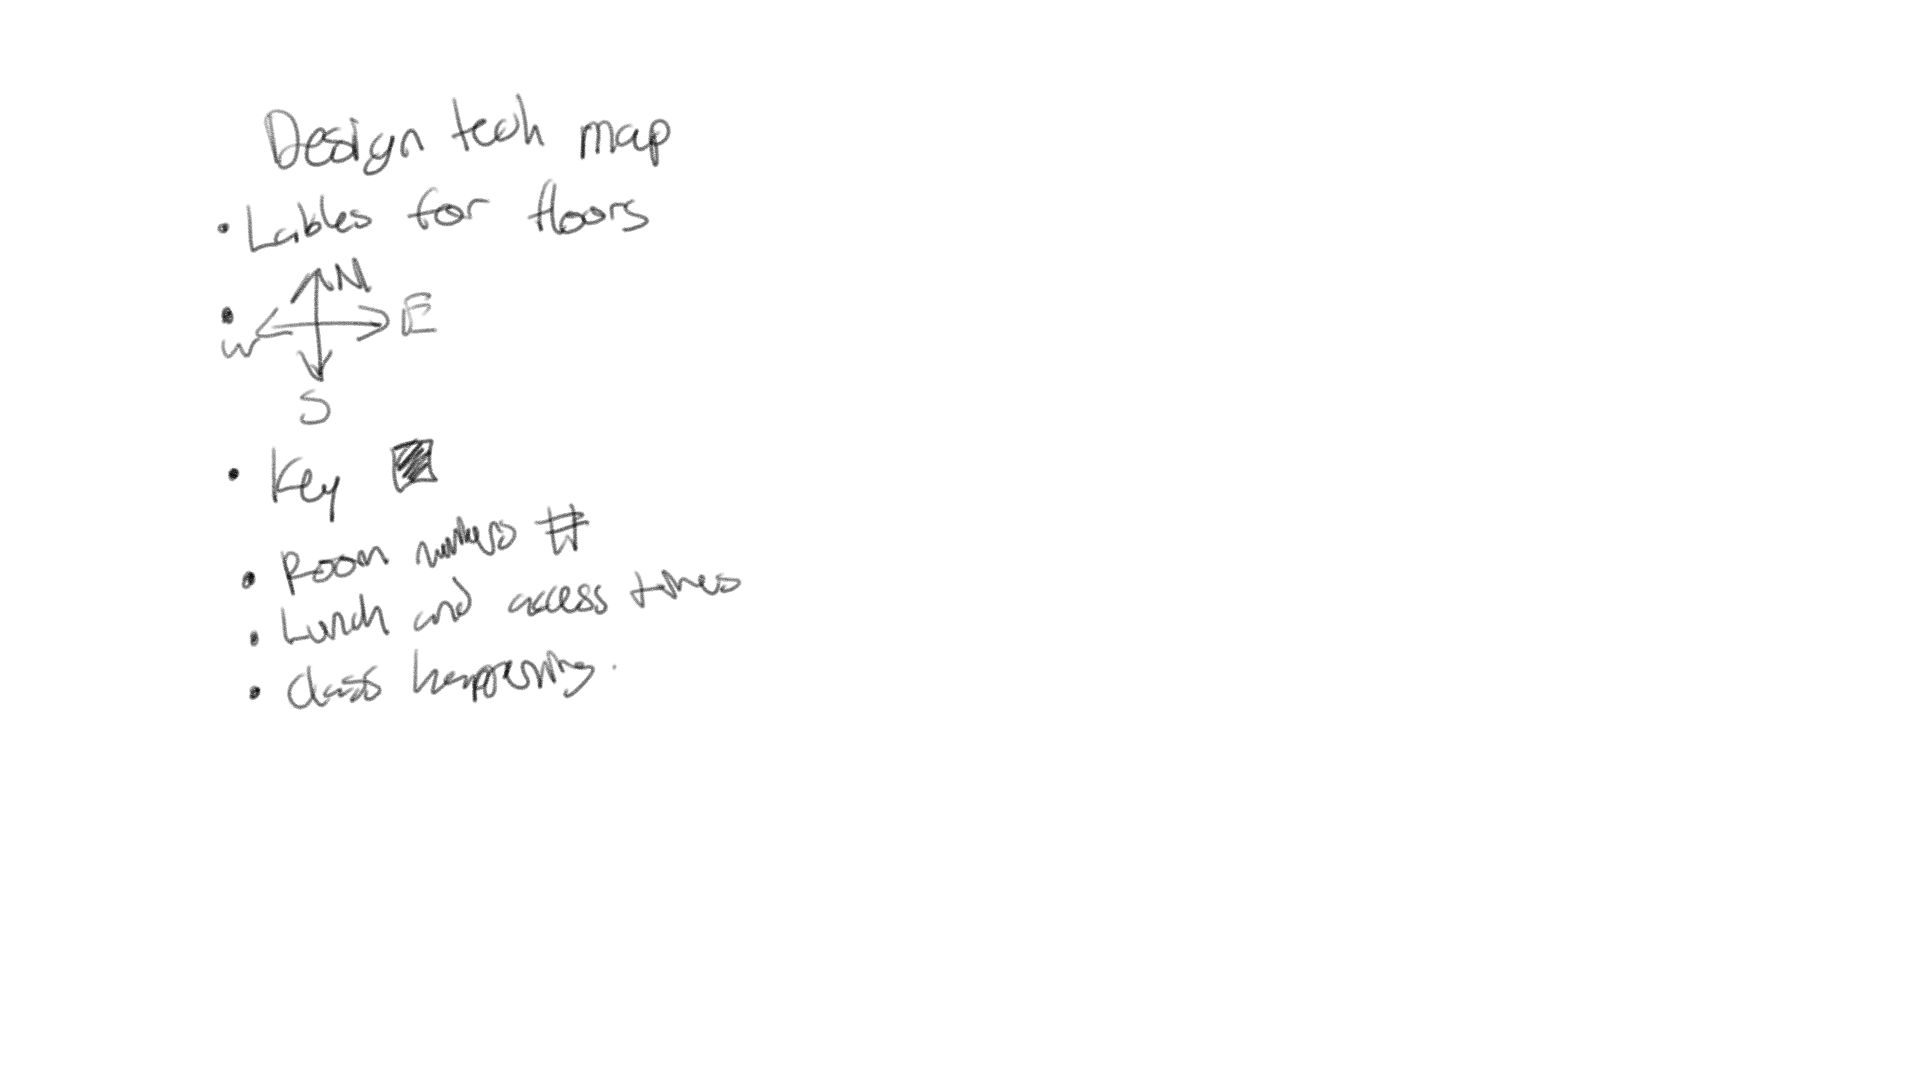 Design tech map
• Lables for floors
N
• W E
S
• Key
• Room numbers #
• Lunch and access times
• class happening.